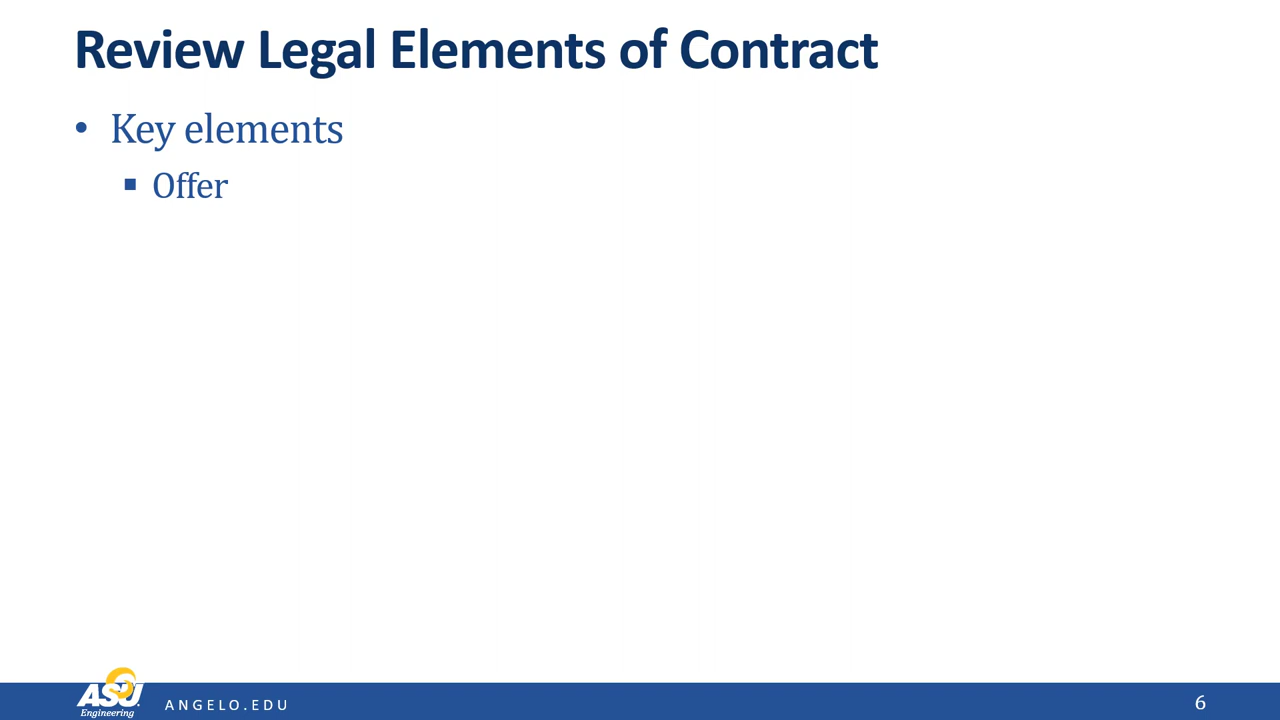 Review Legal Elements of Contract
• Key elements
▪ Offer
ASU
Engineering
ANGELO.EDU
6